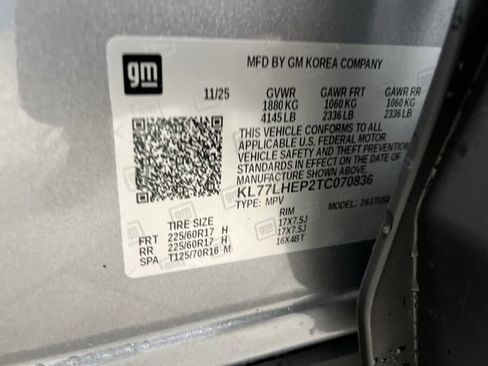 gm
MFD BY GM KOREA COMPANY
11/25 GVWR GAWR FRT GAWR RR
1880 KG 1060 KG 1060 KG
4145 LB 2336 LB 2336 LB
THIS VEHICLE CONFORMS TO ALL
APPLICABLE U.S. FEDERAL MOTOR
VEHICLE SAFETY AND THEFT
PREVENTION STANDARDS IN EFFECT ON
THE DATE OF MANUFACTURE SHOWN ABOVE.
KL77LHEP2TC070836
TYPE: MPV MODEL:
TIRE SIZE RIM
FRT 225/60R17 H 17X7.5J
RR 225/60R17 H 17X7.5J
SPA T125/70R16 M 16X4BT